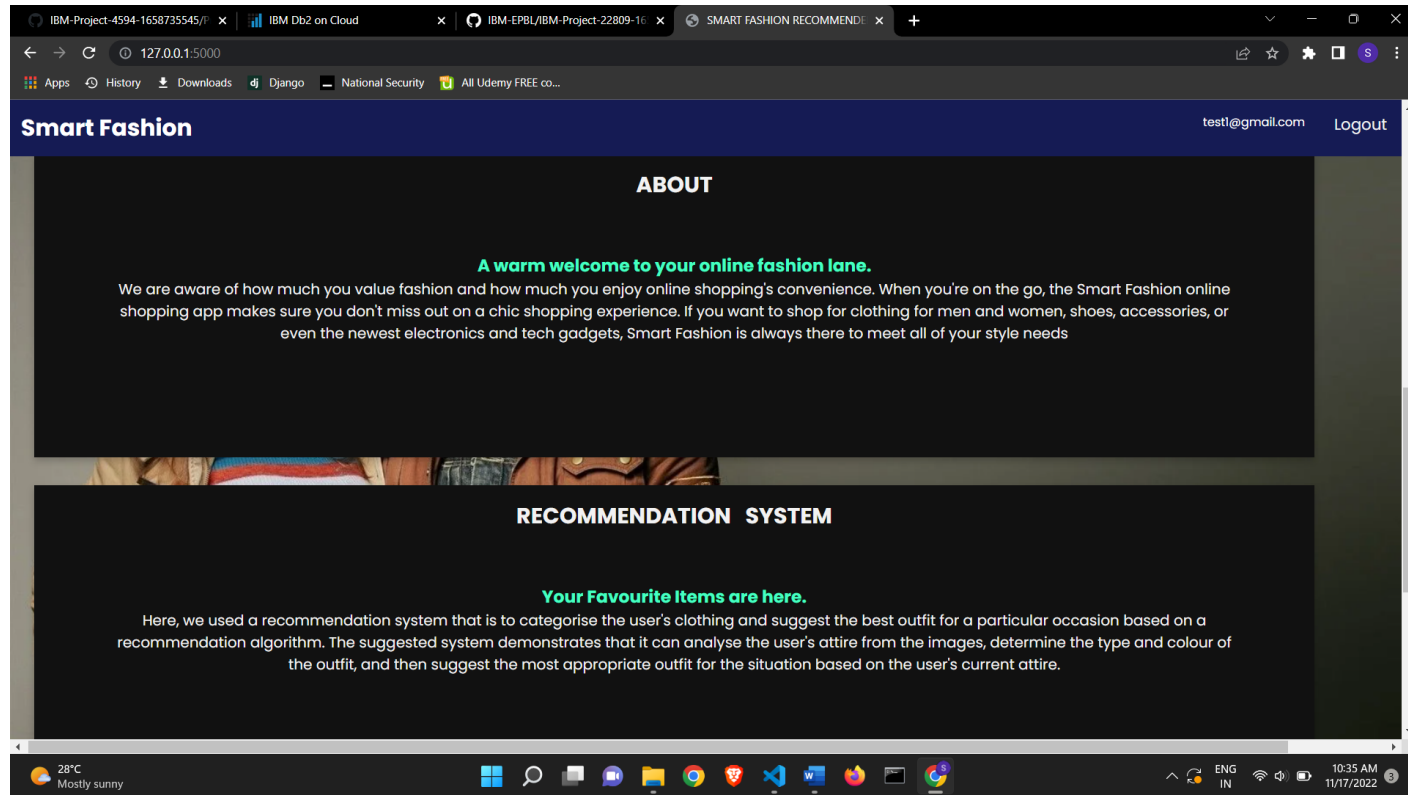 IBM-Project-4594-1658735545/P
IBM Db2 on Cloud
IBM-EPBL/IBM-Project-22809-16
SMART FASHION RECOMMENDE
127.0.0.1:5000
S
Apps
History
Downloads
dj Django
National Security
All Udemy FREE co...
Smart Fashion
test1@gmail.com
Logout
ABOUT
A warm welcome to your online fashion lane.
We are aware of how much you value fashion and how much you enjoy online shopping's convenience. When you're on the go, the Smart Fashion online
shopping app makes sure you don't miss out on a chic shopping experience. If you want to shop for clothing for men and women, shoes, accessories, or
even the newest electronics and tech gadgets, Smart Fashion is always there to meet all of your style needs
RECOMMENDATION SYSTEM
Your Favourite Items are here.
Here, we used a recommendation system that is to categorise the user's clothing and suggest the best outfit for a particular occasion based on a
recommendation algorithm. The suggested system demonstrates that it can analyse the user's attire from the images, determine the type and colour of
the outfit, and then suggest the most appropriate outfit for the situation based on the user's current attire.
28°C
Mostly sunny
W
S
ENG
IN
10:35 AM
11/17/2022
3